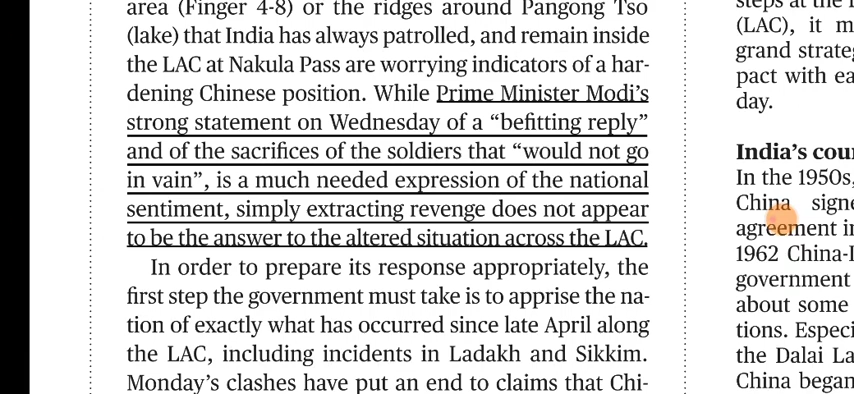 area (Finger 4-8) or the ridges around Pangong Tso
(lake) that India has always patrolled, and remain inside
the LAC at Nakula Pass are worrying indicators of a har-
dening Chinese position. While Prime Minister Modi’s
strong statement on Wednesday of a “befitting reply”
and of the sacrifices of the soldiers that “would not go
in vain”, is a much needed expression of the national
sentiment, simply extracting revenge does not appear
to be the answer to the altered situation across the LAC.
In order to prepare its response appropriately, the
first step the government must take is to apprise the na-
tion of exactly what has occurred since late April along
the LAC, including incidents in Ladakh and Sikkim.
Monday’s clashes have put an end to claims that Chi-
steps at the
(LAC), it
grand
pact with
day.
India’s
In the 1950s,
China
agreement
1962
government
about some
tions.
the Dalai
China began